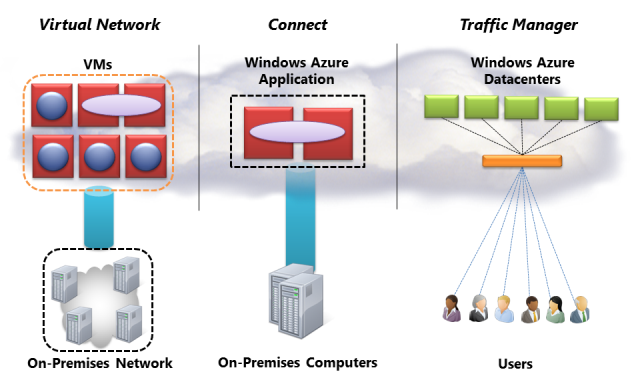 Virtual Network
Connect
Traffic Manager
VMs
Windows Azure
Application
Windows Azure
Datacenters
On-Premises Network
On-Premises Computers
Users